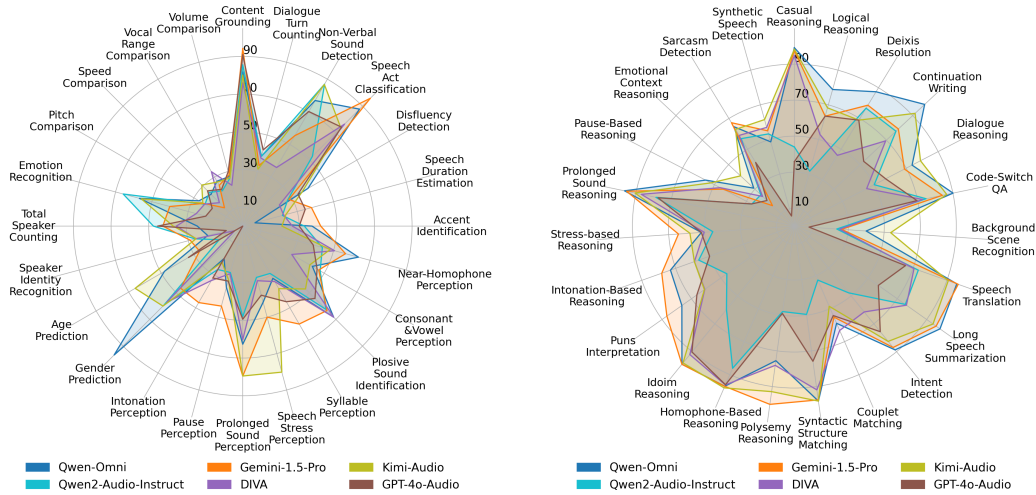 Content
Grounding
Dialogue
Turn
Counting
Non-Verbal
Sound
Detection
Speech
Act
Classification
Disfluency
Detection
Speech
Duration
Estimation
Accent
Identification
Near-Homophone
Perception
Consonant
&Vowel
Perception
Plosive
Sound
Identification
Syllable
Perception
Speech
Stress
Perception
Prolonged
Sound
Perception
Pause
Perception
Intonation
Perception
Gender
Prediction
Age
Prediction
Speaker
Identity
Recognition
Total
Speaker
Counting
Emotion
Recognition
Pitch
Comparison
Speed
Comparison
Vocal
Range
Comparison
Volume
Comparison
90
30
10
Qwen-Omni
Qwen2-Audio-Instruct
Gemini-1.5-Pro
DIVA
Kimi-Audio
GPT-4o-Audio
Casual
Reasoning
Logical
Reasoning
Deixis
Resolution
Continuation
Writing
Dialogue
Reasoning
Code-Switch
QA
Background
Scene
Recognition
Speech
Translation
Long
Speech
Summarization
Intent
Detection
Couplet
Matching
Syntactic
Structure
Matching
Polysemy
Reasoning
Homophone-Based
Reasoning
Idoim
Reasoning
Puns
Interpretation
Intonation-Based
Reasoning
Stress-based
Reasoning
Prolonged
Sound
Reasoning
Pause-Based
Reasoning
Emotional
Context
Reasoning
Sarcasm
Detection
Synthetic
Speech
Detection
90
70
50
30
10
Qwen-Omni
Qwen2-Audio-Instruct
Gemini-1.5-Pro
DIVA
Kimi-Audio
GPT-4o-Audio